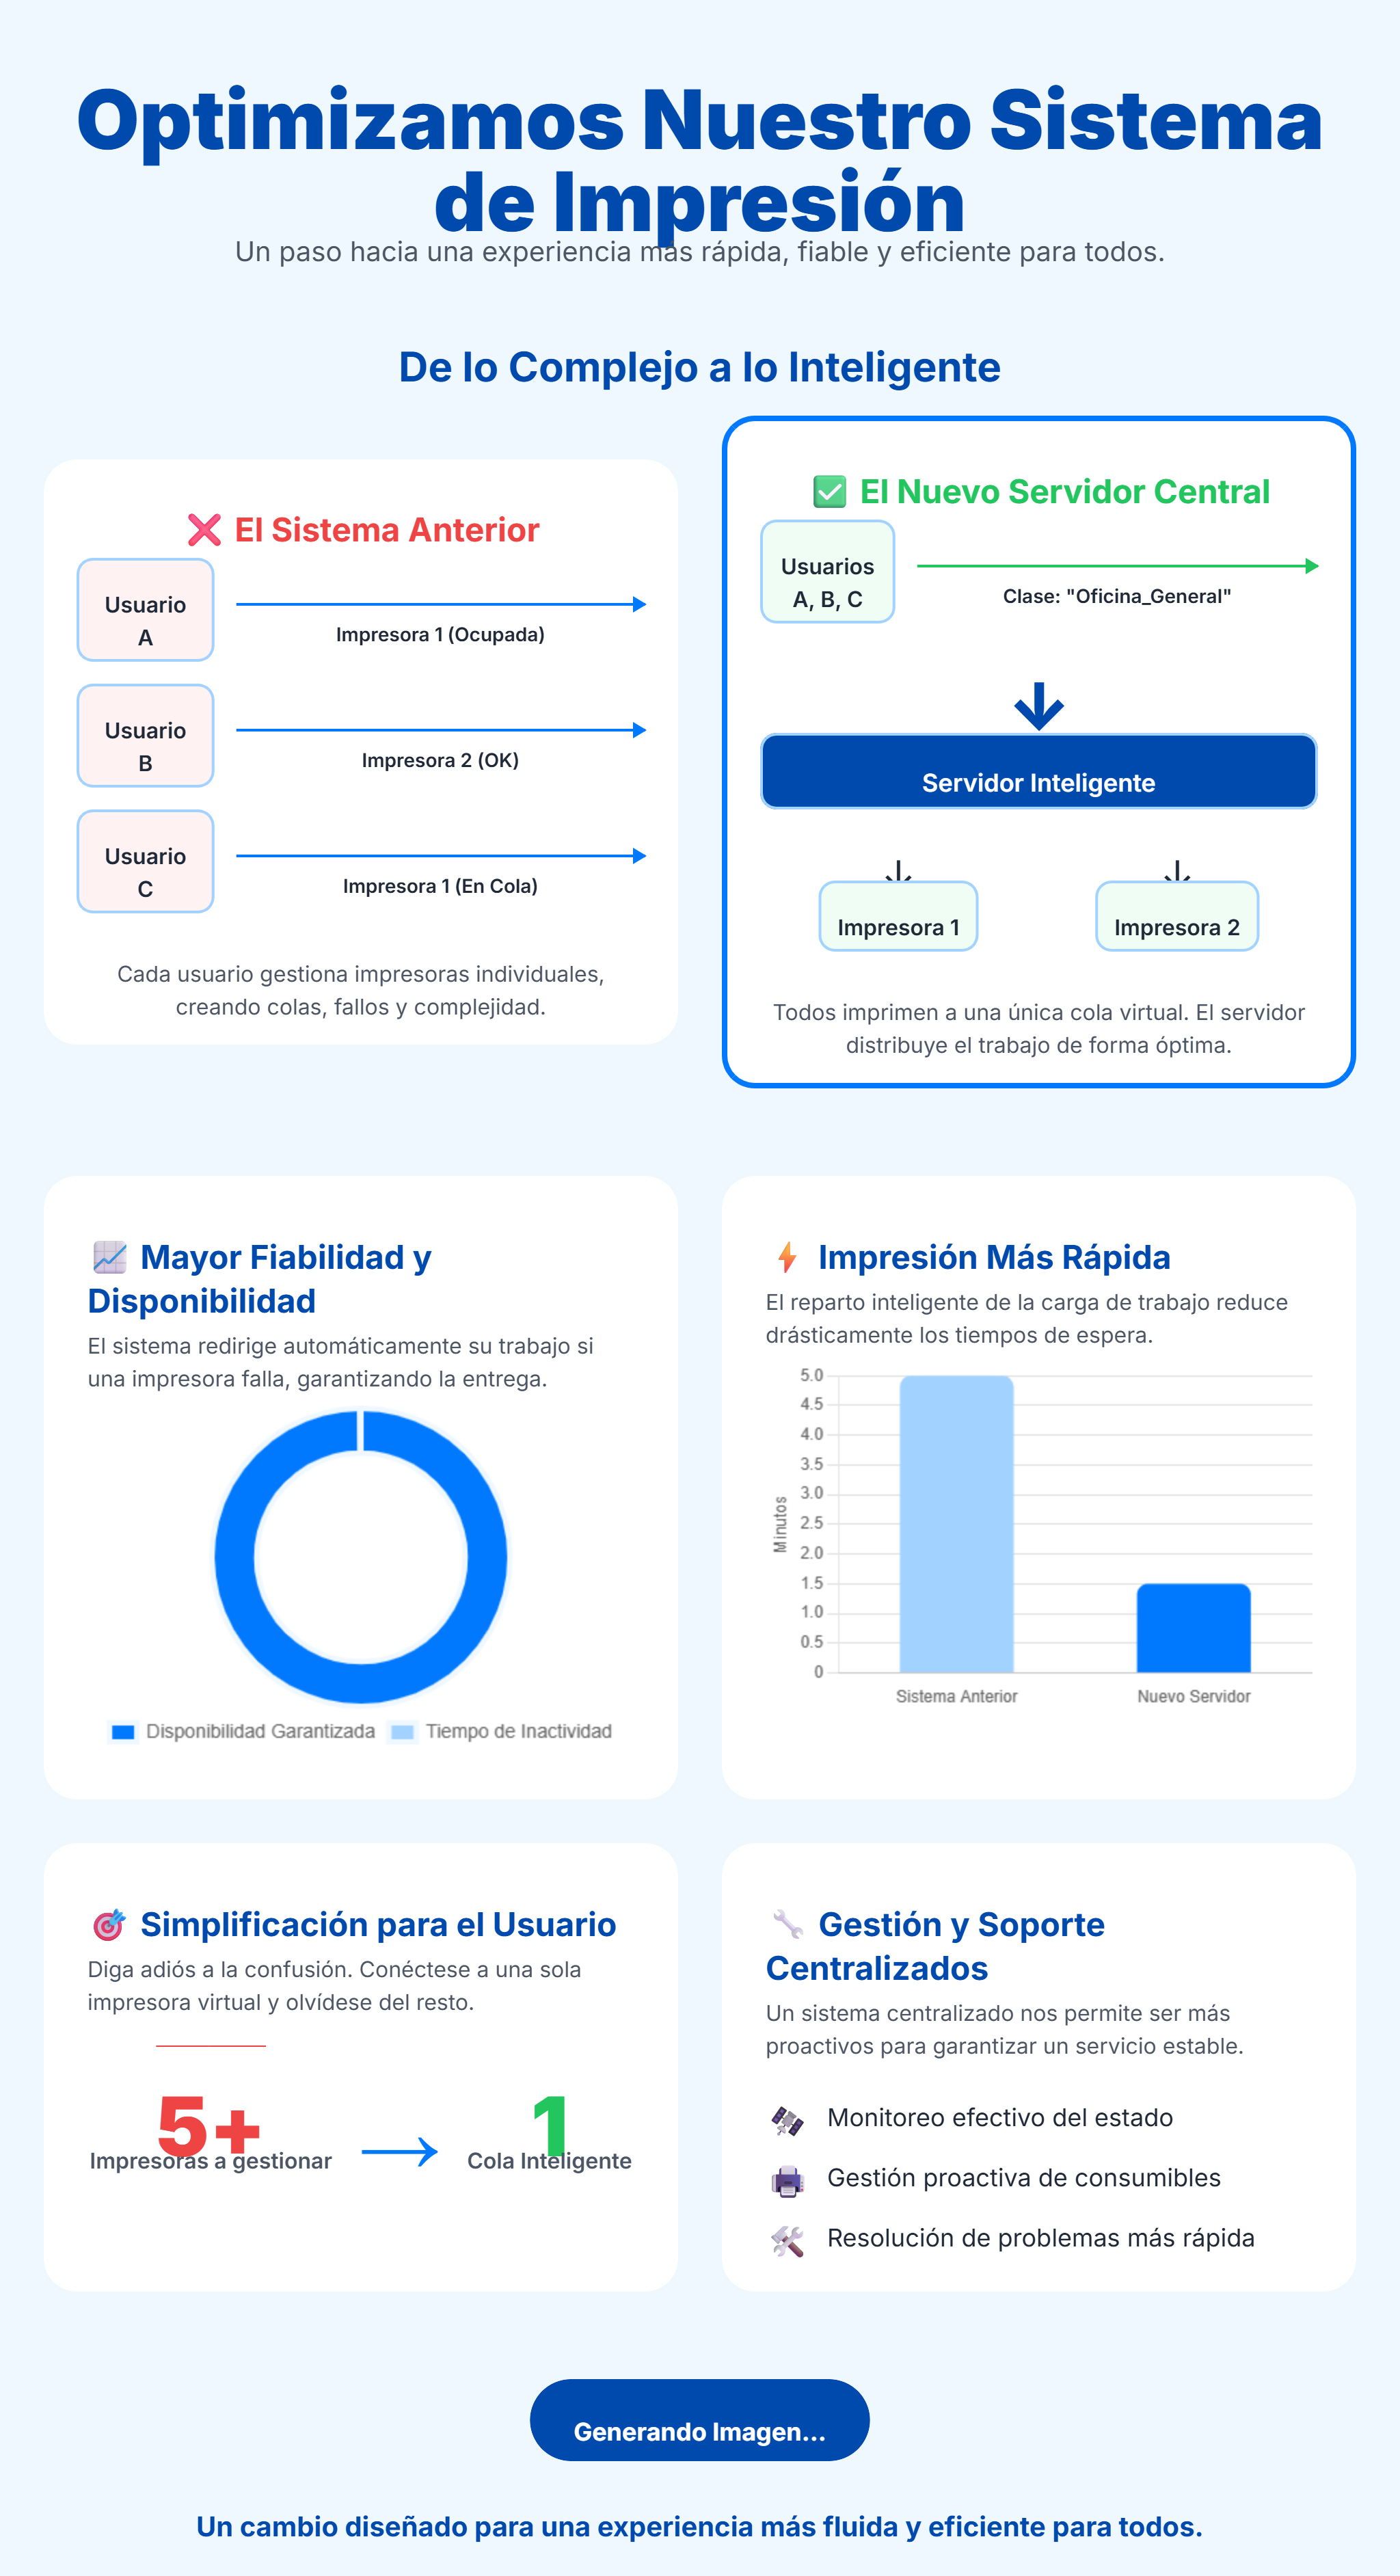 Optimizamos Nuestro Sistema
de Impresión
Un paso hacia una experiencia más rápida, fiable y eficiente para todos.
De lo Complejo a lo Inteligente
❌ El Sistema Anterior
Usuario
A
Impresora 1 (Ocupada)
Usuario
B
Impresora 2 (OK)
Usuario
C
Impresora 1 (En Cola)
Cada usuario gestiona impresoras individuales,
creando colas, fallos y complejidad.
✅ El Nuevo Servidor Central
Usuarios
A, B, C
Clase: "Oficina_General"
Servidor Inteligente
Impresora 1
Impresora 2
Todos imprimen a una única cola virtual. El servidor
distribuye el trabajo de forma óptima.
Mayor Fiabilidad y
Disponibilidad
El sistema redirige automáticamente su trabajo si
una impresora falla, garantizando la entrega.
Disponibilidad Garantizada
Tiempo de Inactividad
Impresión Más Rápida
El reparto inteligente de la carga de trabajo reduce
drásticamente los tiempos de espera.
Minutos
5.0
4.5
4.0
3.5
3.0
2.5
2.0
1.5
1.0
0.5
0
Sistema Anterior
Nuevo Servidor
Simplificación para el Usuario
Diga adiós a la confusión. Conéctese a una sola
impresora virtual y olvídese del resto.
5+
Impresoras a gestionar
1
Cola Inteligente
Gestión y Soporte
Centralizados
Un sistema centralizado nos permite ser más
proactivos para garantizar un servicio estable.
Monitoreo efectivo del estado
Gestión proactiva de consumibles
Resolución de problemas más rápida
Generando Imagen...
Un cambio diseñado para una experiencia más fluida y eficiente para todos.